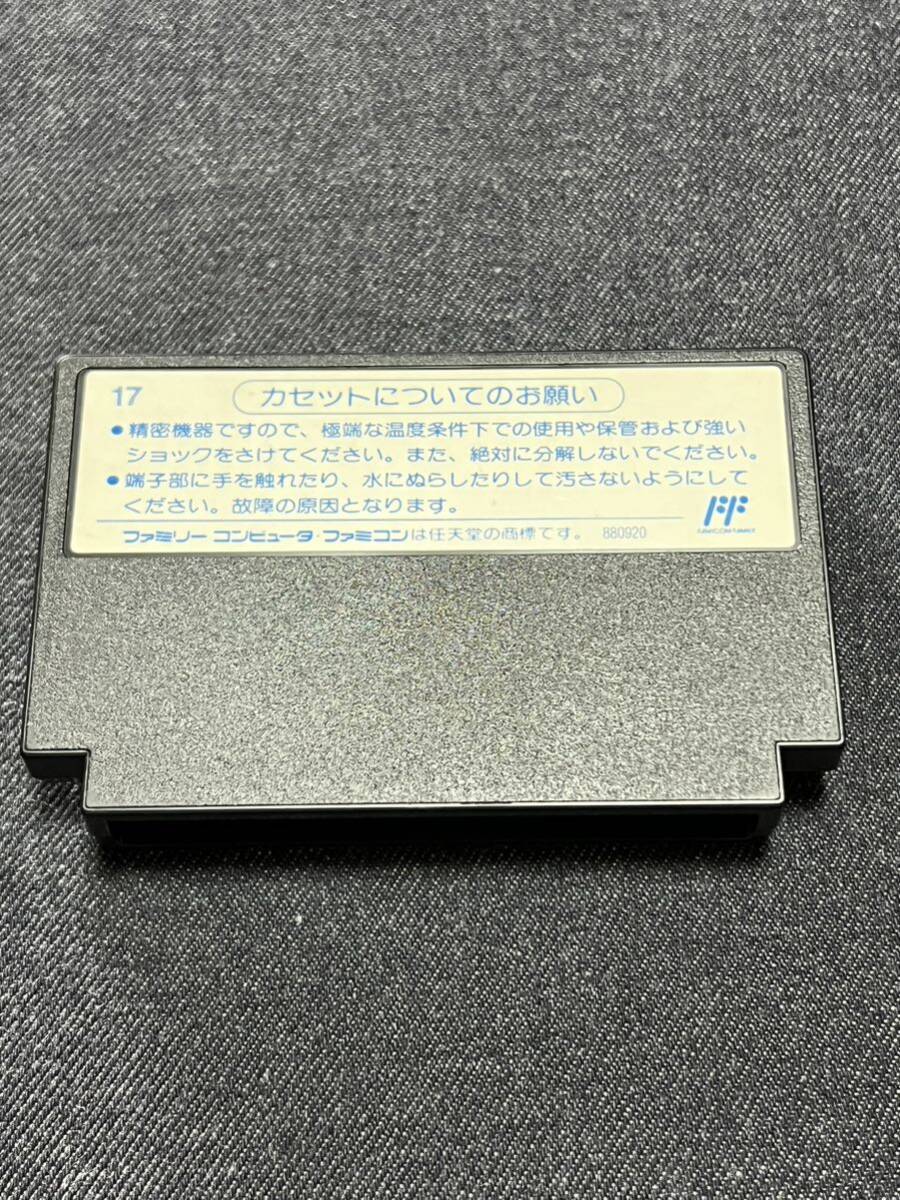 17
カセットについてのお願い
●精密機器ですので、極端な温度条件下での使用や保管および強い
ショックをさけてください。また、絶対に分解しないでください。
●端子部に手を触れたり、水にぬらしたりして汚さないようにして
ください。故障の原因となります。
FAMICOM FAMILY
ファミリー コンピュータ・ファミコンは任天堂の商標です。 880920